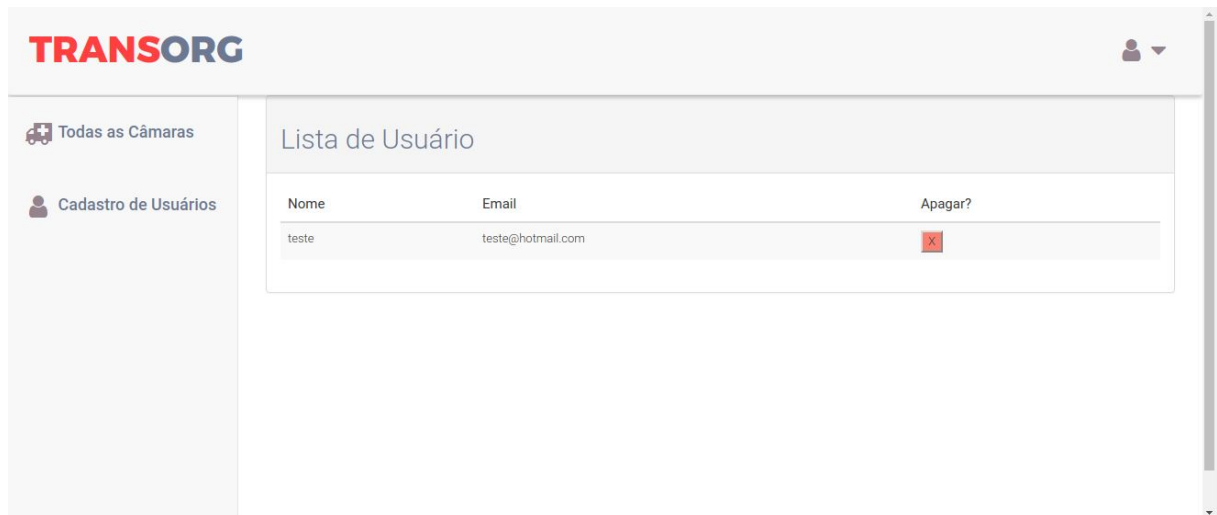 TRANSORG
Todas as Câmaras
Cadastro de Usuários
Lista de Usuário
Nome Email Apagar?
teste teste@hotmail.com X